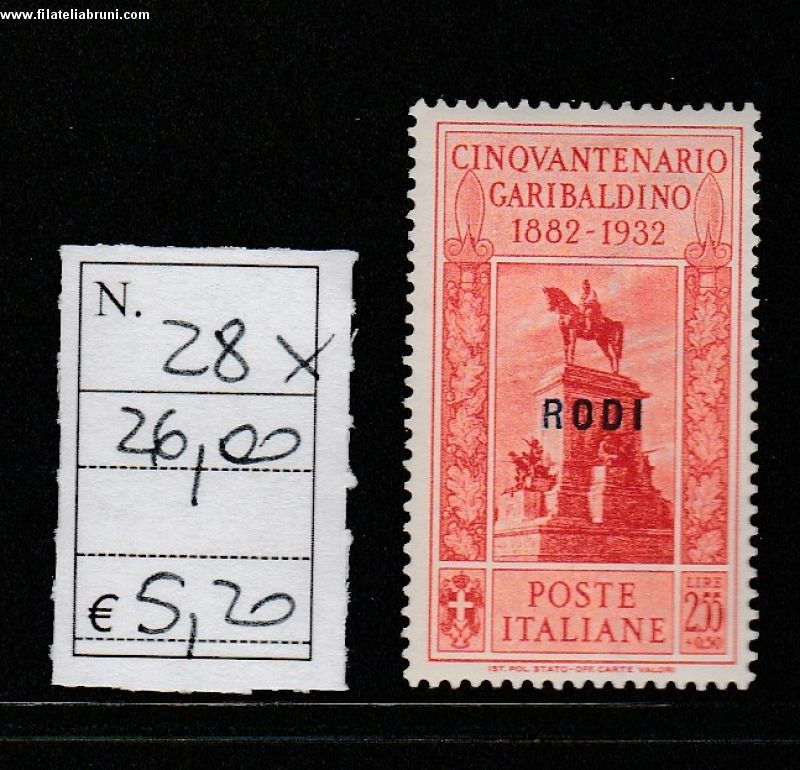 www.filateliabruni.com
N.
28 x
26,00
€ 5,20
CINQVANTENARIO
GARIBALDINO
1882-1932
RODI
POSTE
ITALIANE
LIRE
2.55
+0,50
IST. POL. STATO-OFF. CARTE VALORI